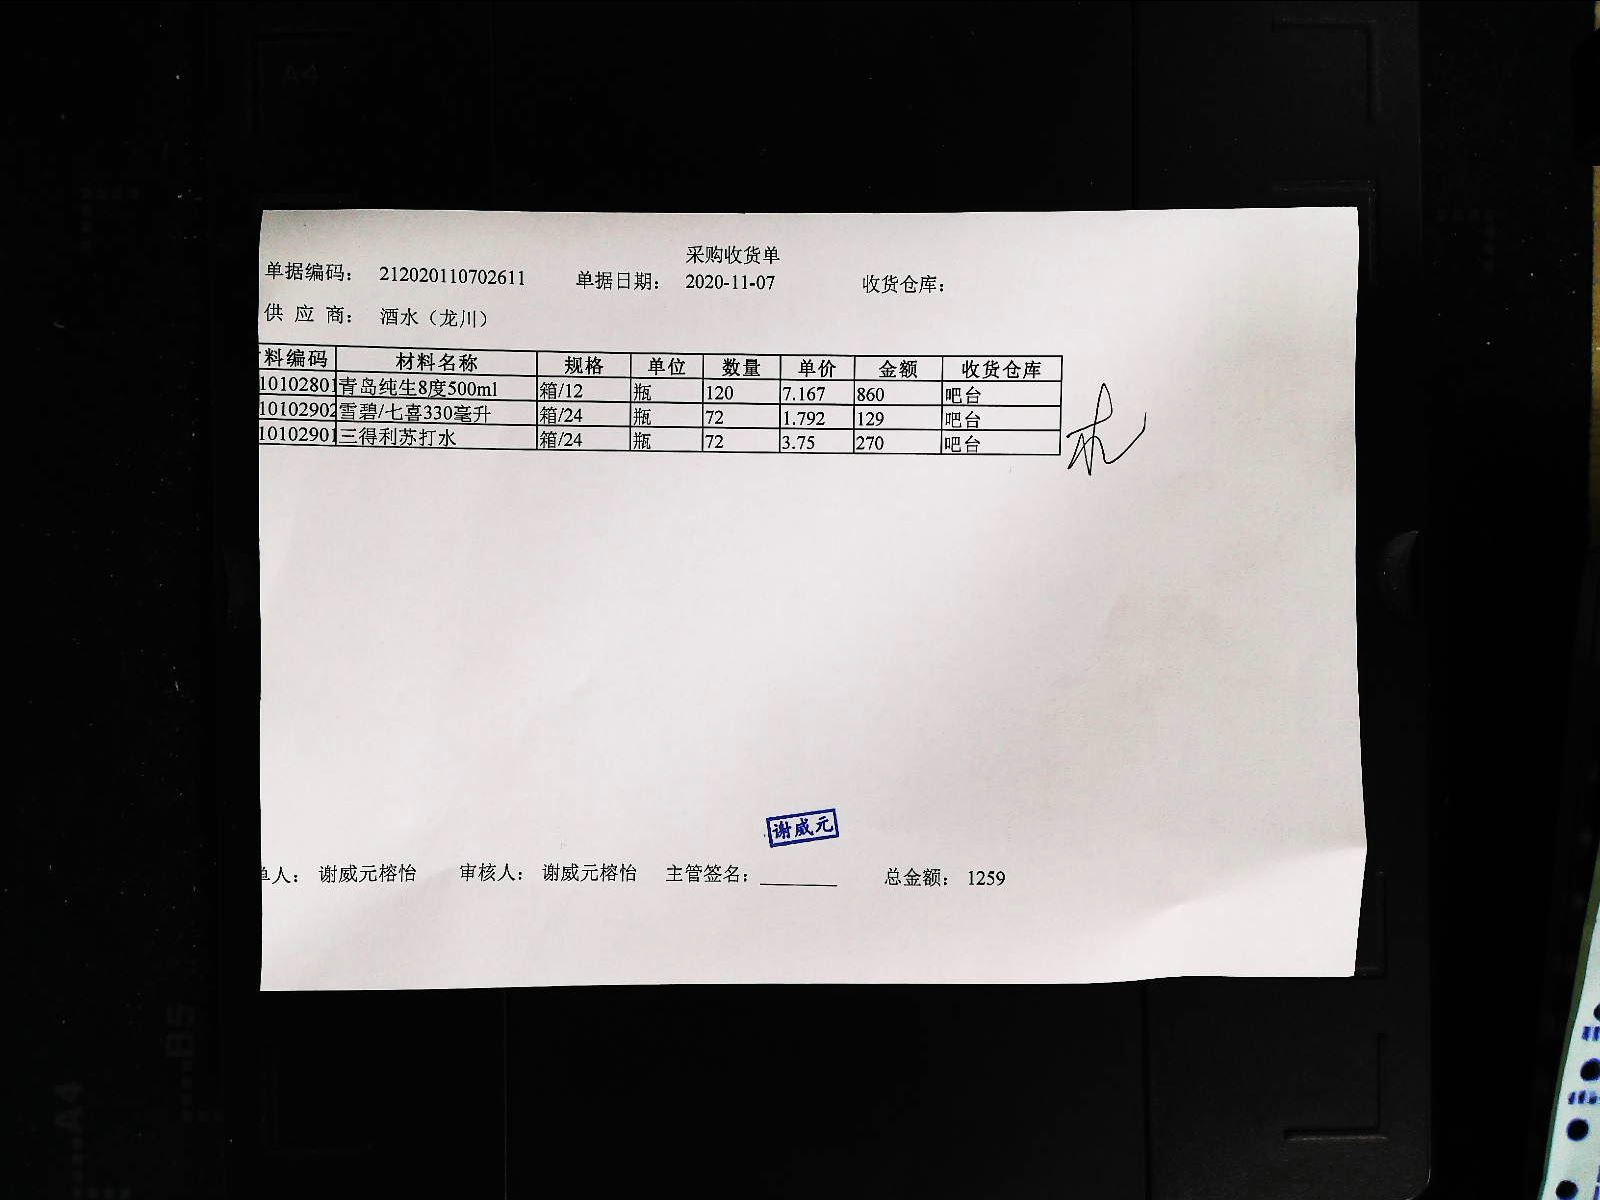 采购收货单
单据编码： 212020110702611 单据日期： 2020-11-07 收货仓库：
供 应 商： 酒水（龙川）
料编码 材料名称 规格 单位 数量 单价 金额 收货仓库
10102801 青岛纯生8度500ml 箱/12 瓶 120 7.167 860 吧台
10102902 雪碧/七喜330毫升 箱/24 瓶 72 1.792 129 吧台
10102901 三得利苏打水 箱/24 瓶 72 3.75 270 吧台
谢威元
单人： 谢威元榕怡 审核人： 谢威元榕怡 主管签名： 总金额： 1259
A4
B5
A4